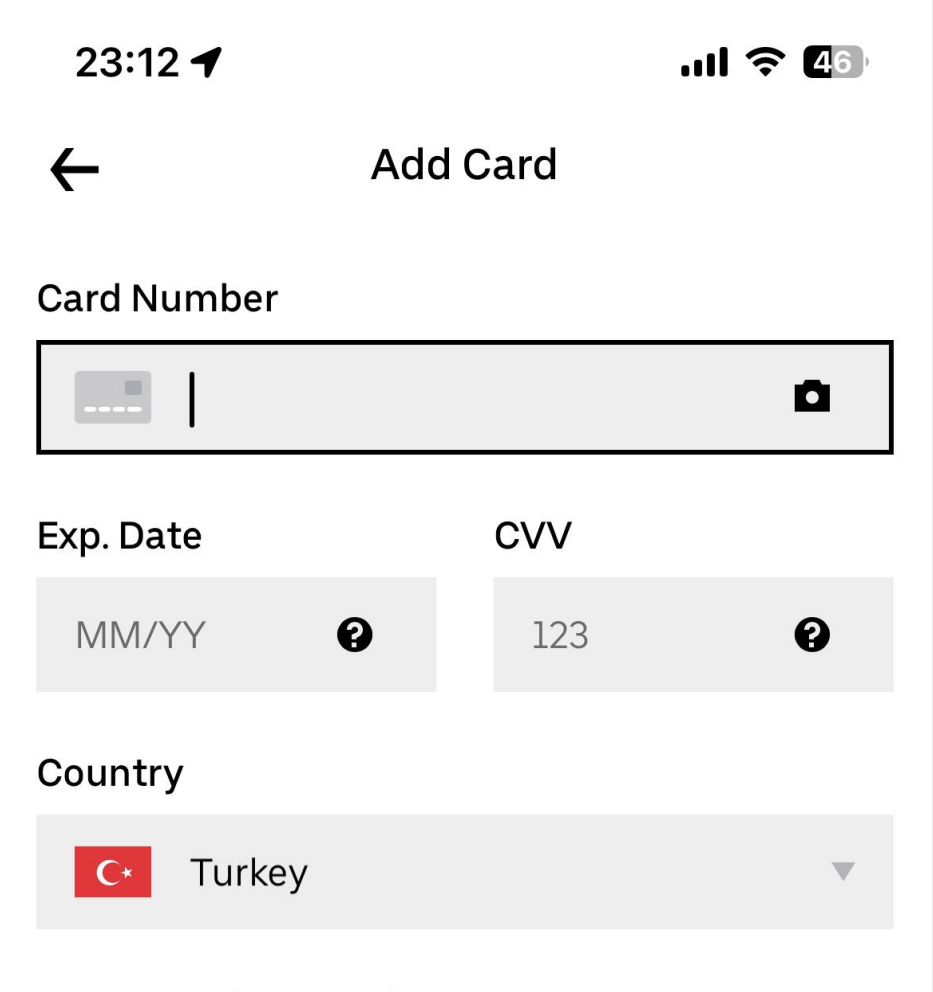 23:12
46
Add Card
Card Number
Exp. Date
CVV
MM/YY
123
Country
Turkey